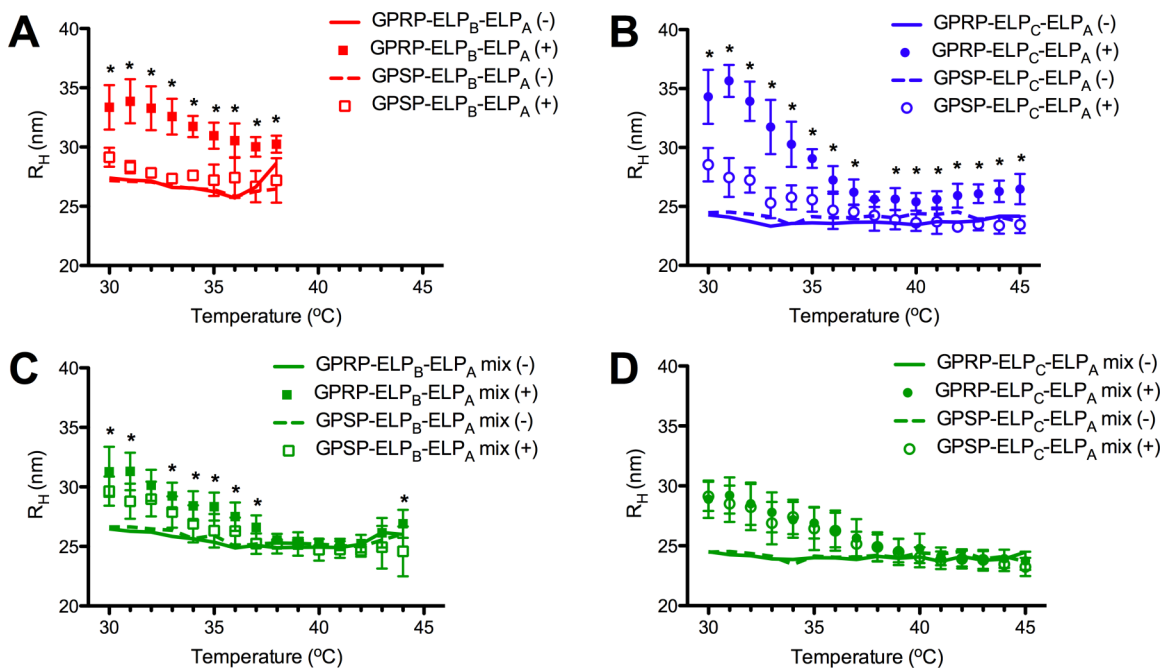 A
GPRP-ELP_B-ELP_A (-)
GPRP-ELP_B-ELP_A (+)
GPSP-ELP_B-ELP_A (-)
GPSP-ELP_B-ELP_A (+)
* * * * * * * * *
R_H (nm)
40
35
30
25
20
30 35 40 45
Temperature (°C)
B
GPRP-ELP_C-ELP_A (-)
GPRP-ELP_C-ELP_A (+)
GPSP-ELP_C-ELP_A (-)
GPSP-ELP_C-ELP_A (+)
* * * * * * * * * * * * * * *
R_H (nm)
40
35
30
25
20
30 35 40 45
Temperature (°C)
C
GPRP-ELP_B-ELP_A mix (-)
GPRP-ELP_B-ELP_A mix (+)
GPSP-ELP_B-ELP_A mix (-)
GPSP-ELP_B-ELP_A mix (+)
* * * * * * * *
R_H (nm)
40
35
30
25
20
30 35 40 45
Temperature (°C)
D
GPRP-ELP_C-ELP_A mix (-)
GPRP-ELP_C-ELP_A mix (+)
GPSP-ELP_C-ELP_A mix (-)
GPSP-ELP_C-ELP_A mix (+)
R_H (nm)
40
35
30
25
20
30 35 40 45
Temperature (°C)